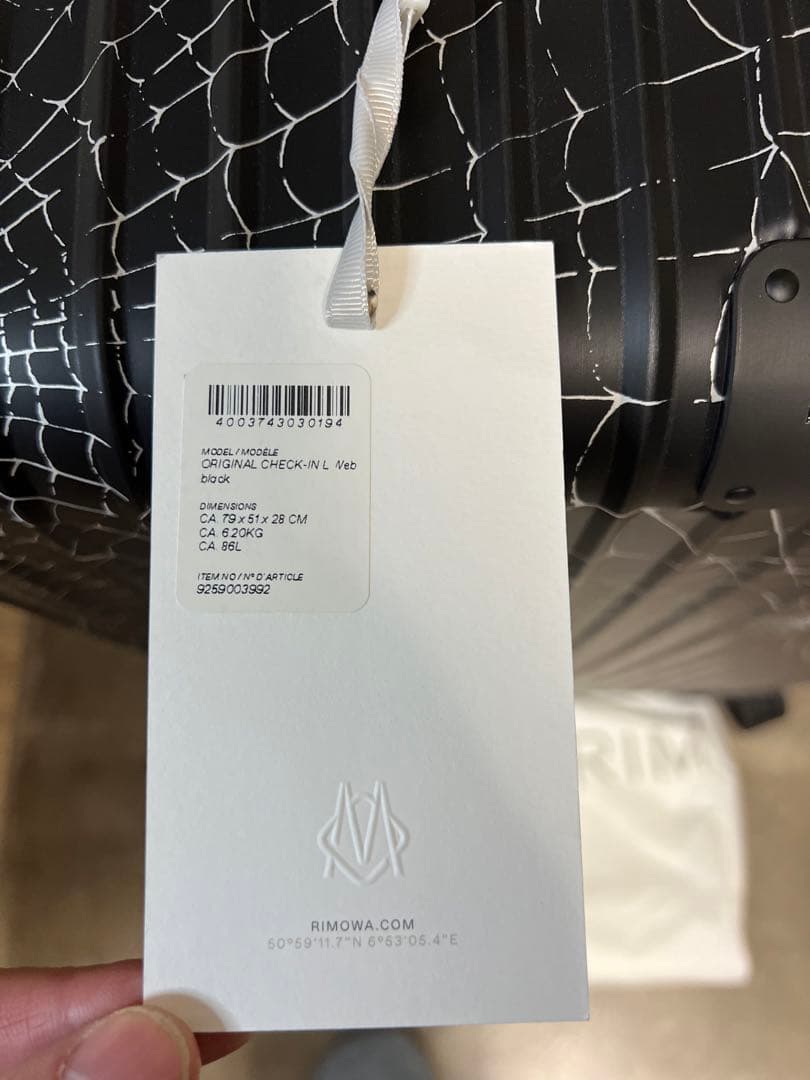 4003743030194
MODEL / MODÈLE
ORIGINAL CHECK-IN L Web
black
DIMENSIONS
CA. 79 x 51 x 28 CM
CA. 6.20KG
CA. 86L
ITEM NO / N° D'ARTICLE
9259003992
RIMOWA.COM
50°59'11.7"N 6°53'05.4"E
RIM